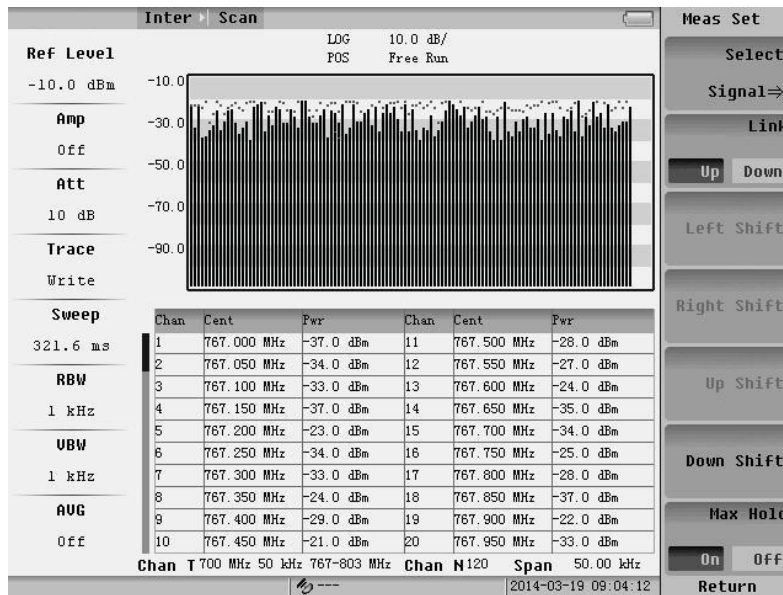 Inter Scan
Meas Set
Ref Level
-10.0 dBm
Amp
Off
Att
10 dB
Trace
Write
Sweep
321.6 ms
RBW
1 kHz
VBW
1 kHz
AVG
Off
LOG 10.0 dB/
POS Free Run
-10.0
-30.0
-50.0
-70.0
-90.0
Chan Cent Pwr Chan Cent Pwr
1 767.000 MHz -37.0 dBm 11 767.500 MHz -28.0 dBm
2 767.050 MHz -34.0 dBm 12 767.550 MHz -27.0 dBm
3 767.100 MHz -33.0 dBm 13 767.600 MHz -24.0 dBm
4 767.150 MHz -37.0 dBm 14 767.650 MHz -35.0 dBm
5 767.200 MHz -23.0 dBm 15 767.700 MHz -34.0 dBm
6 767.250 MHz -34.0 dBm 16 767.750 MHz -25.0 dBm
7 767.300 MHz -33.0 dBm 17 767.800 MHz -28.0 dBm
8 767.350 MHz -24.0 dBm 18 767.850 MHz -37.0 dBm
9 767.400 MHz -29.0 dBm 19 767.900 MHz -22.0 dBm
10 767.450 MHz -21.0 dBm 20 767.950 MHz -33.0 dBm
Chan T 700 MHz 50 kHz 767-803 MHz Chan N 120 Span 50.00 kHz
--- 2014-03-19 09:04:12
Select
Signal⇒
Link
Up Down
Left Shift
Right Shift
Up Shift
Down Shift
Max Hold
On Off
Return